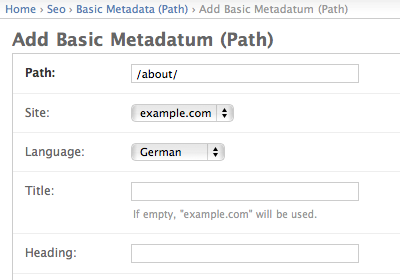 Home › Seo › Basic Metadata (Path) › Add Basic Metadatum (Path)
Add Basic Metadatum (Path)
Path: /about/
Site: example.com
Language: German
Title:
If empty, "example.com" will be used.
Heading: